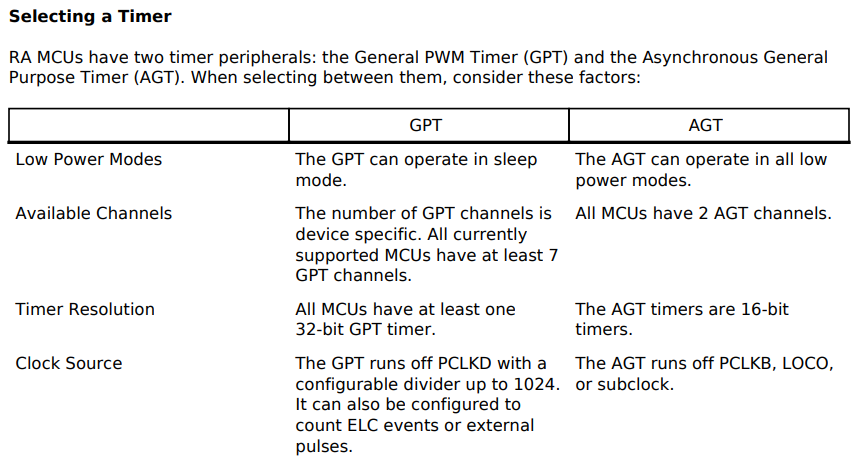 Selecting a Timer
RA MCUs have two timer peripherals: the General PWM Timer (GPT) and the Asynchronous General
Purpose Timer (AGT). When selecting between them, consider these factors:
GPT AGT
Low Power Modes The GPT can operate in sleep The AGT can operate in all low
mode. power modes.
Available Channels The number of GPT channels is All MCUs have 2 AGT channels.
device specific. All currently
supported MCUs have at least 7
GPT channels.
Timer Resolution All MCUs have at least one The AGT timers are 16-bit
32-bit GPT timer. timers.
Clock Source The GPT runs off PCLKD with a The AGT runs off PCLKB, LOCO,
configurable divider up to 1024. or subclock.
It can also be configured to
count ELC events or external
pulses.